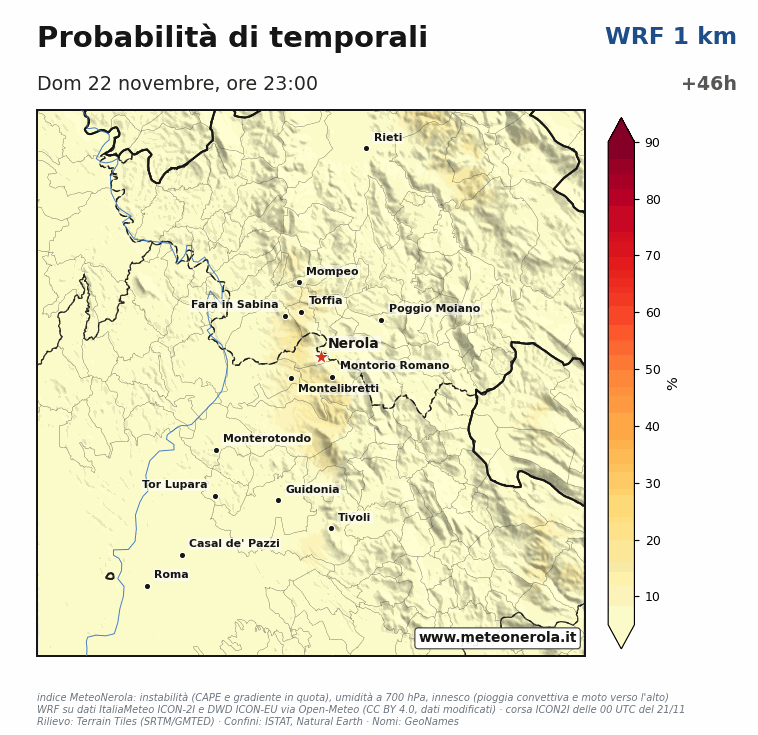 Probabilità di temporali
WRF 1 km
Dom 22 novembre, ore 23:00
+46h
Rieti
Mompeo
Toffia
Fara in Sabina
Poggio Moiano
Nerola
Montorio Romano
Montelibretti
Monterotondo
Tor Lupara
Guidonia
Tivoli
Casal de' Pazzi
Roma
www.meteonerola.it
90
80
70
60
50
40
30
20
10
%
indice MeteoNerola: instabilità (CAPE e gradiente in quota), umidità a 700 hPa, innesco (pioggia convettiva e moto verso l'alto)
WRF su dati ItaliaMeteo ICON-2I e DWD ICON-EU via Open-Meteo (CC BY 4.0, dati modificati) · corsa ICON2I delle 00 UTC del 21/11
Rilievo: Terrain Tiles (SRTM/GMTED) · Confini: ISTAT, Natural Earth · Nomi: GeoNames